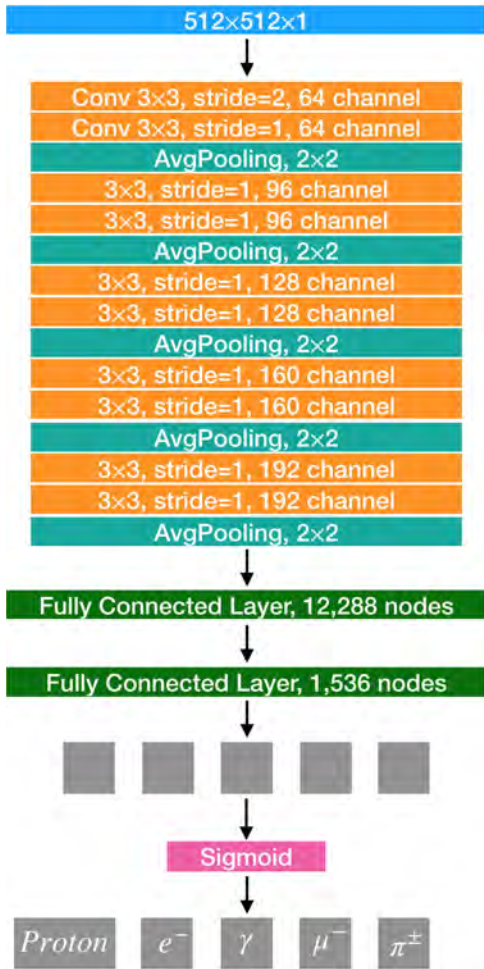 512×512×1
Conv 3×3, stride=2, 64 channel
Conv 3×3, stride=1, 64 channel
AvgPooling, 2×2
3×3, stride=1, 96 channel
3×3, stride=1, 96 channel
AvgPooling, 2×2
3×3, stride=1, 128 channel
3×3, stride=1, 128 channel
AvgPooling, 2×2
3×3, stride=1, 160 channel
3×3, stride=1, 160 channel
AvgPooling, 2×2
3×3, stride=1, 192 channel
3×3, stride=1, 192 channel
AvgPooling, 2×2
Fully Connected Layer, 12,288 nodes
Fully Connected Layer, 1,536 nodes
Sigmoid
Proton e⁻ γ μ⁻ π±